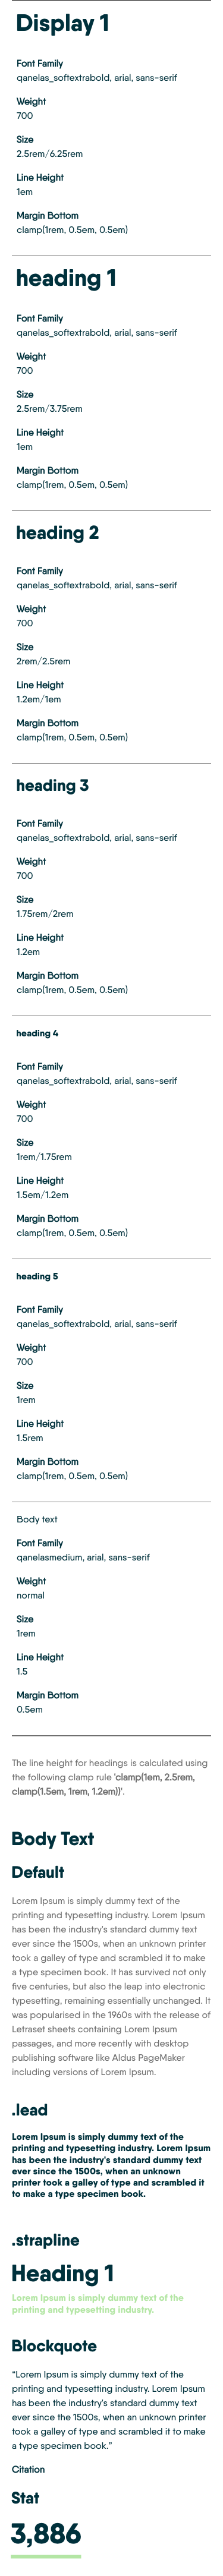 Display 1
Font Family
qanelas_softextrabold, arial, sans-serif
Weight
700
Size
2.5rem/6.25rem
Line Height
1em
Margin Bottom
clamp(1rem, 0.5em, 0.5em)
heading 1
Font Family
qanelas_softextrabold, arial, sans-serif
Weight
700
Size
2.5rem/3.75rem
Line Height
1em
Margin Bottom
clamp(1rem, 0.5em, 0.5em)
heading 2
Font Family
qanelas_softextrabold, arial, sans-serif
Weight
700
Size
2rem/2.5rem
Line Height
1.2em/1em
Margin Bottom
clamp(1rem, 0.5em, 0.5em)
heading 3
Font Family
qanelas_softextrabold, arial, sans-serif
Weight
700
Size
1.75rem/2rem
Line Height
1.2em
Margin Bottom
clamp(1rem, 0.5em, 0.5em)
heading 4
Font Family
qanelas_softextrabold, arial, sans-serif
Weight
700
Size
1rem/1.75rem
Line Height
1.5em/1.2em
Margin Bottom
clamp(1rem, 0.5em, 0.5em)
heading 5
Font Family
qanelas_softextrabold, arial, sans-serif
Weight
700
Size
1rem
Line Height
1.5rem
Margin Bottom
clamp(1rem, 0.5em, 0.5em)
Body text
Font Family
qanelasmedium, arial, sans-serif
Weight
normal
Size
1rem
Line Height
1.5
Margin Bottom
0.5em
The line height for headings is calculated using
the following clamp rule 'clamp(1em, 2.5rem,
clamp(1.5em, 1rem, 1.2em))'.
Body Text
Default
Lorem Ipsum is simply dummy text of the
printing and typesetting industry. Lorem Ipsum
has been the industry's standard dummy text
ever since the 1500s, when an unknown printer
took a galley of type and scrambled it to make
a type specimen book. It has survived not only
five centuries, but also the leap into electronic
typesetting, remaining essentially unchanged. It
was popularised in the 1960s with the release of
Letraset sheets containing Lorem Ipsum
passages, and more recently with desktop
publishing software like Aldus PageMaker
including versions of Lorem Ipsum.
.lead
Lorem Ipsum is simply dummy text of the
printing and typesetting industry. Lorem Ipsum
has been the industry's standard dummy text
ever since the 1500s, when an unknown
printer took a galley of type and scrambled it
to make a type specimen book.
.strapline
Heading 1
Lorem Ipsum is simply dummy text of the
printing and typesetting industry.
Blockquote
“Lorem Ipsum is simply dummy text of the
printing and typesetting industry. Lorem Ipsum
has been the industry's standard dummy text
ever since the 1500s, when an unknown printer
took a galley of type and scrambled it to make
a type specimen book.”
Citation
Stat
3,886